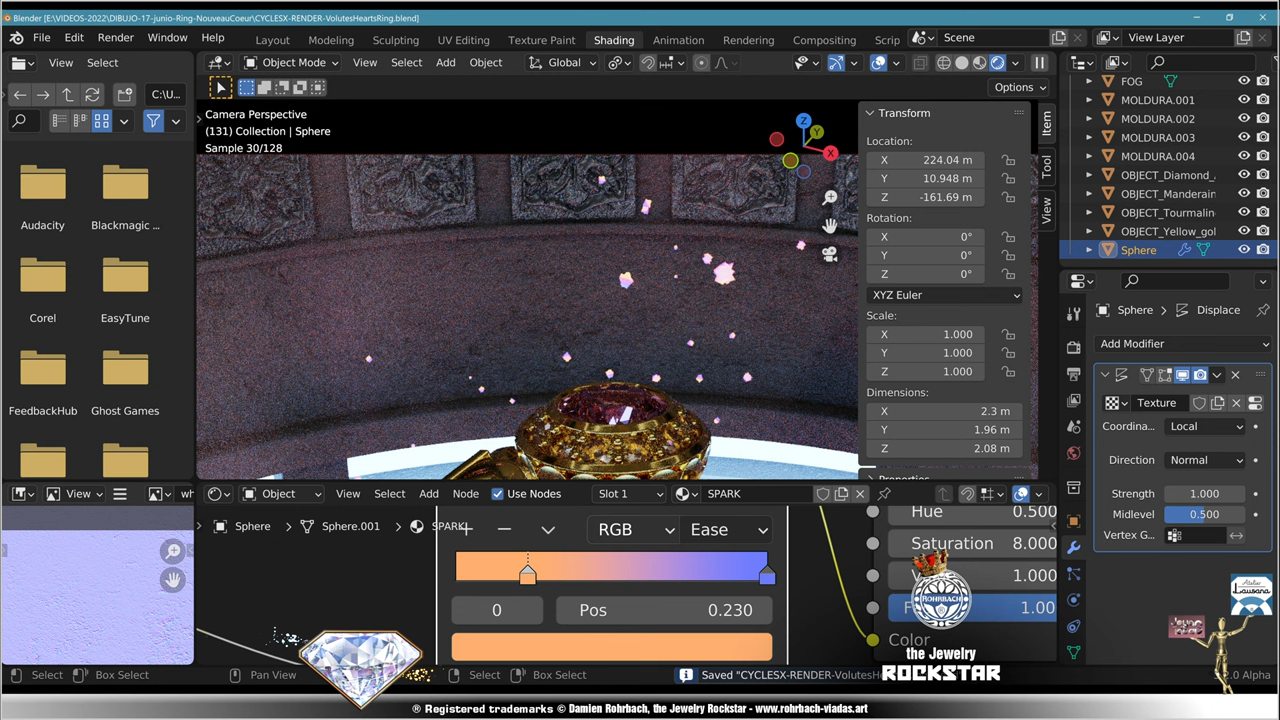 Blender [E:\VIDEOS-2022\DIBUJO-17-junio-Ring-NouveauCoeur\CYCLESX-RENDER-VolutesHeartsRing.blend]
File Edit Render Window Help
Layout Modeling Sculpting UV Editing Texture Paint Shading Animation Rendering Compositing Scrip
Scene
View Layer
View Select
Object Mode
View Select Add Object
Global
Options
C:\U...
Audacity
Blackmagic ...
Corel
EasyTune
FeedbackHub
Ghost Games
Camera Perspective
(131) Collection | Sphere
Sample 30/128
Z
Y
X
Transform
Location:
X 224.04 m
Y 10.948 m
Z -161.69 m
Rotation:
X 0°
Y 0°
Z 0°
XYZ Euler
Scale:
X 1.000
Y 1.000
Z 1.000
Dimensions:
X 2.3 m
Y 1.96 m
Z 2.08 m
Item
Tool
View
FOG
MOLDURA.001
MOLDURA.002
MOLDURA.003
MOLDURA.004
OBJECT_Diamond_
OBJECT_Manderain
OBJECT_Tourmalin
OBJECT_Yellow_gol
Sphere
Sphere > Displace
Add Modifier
Texture
Coordina... Local
Direction Normal
Strength 1.000
Midlevel 0.500
Vertex G...
View
wh
Object
View Select Add Node
Use Nodes
Slot 1
SPARK
Sphere > Sphere.001 > SPARK
RGB
Ease
0
Pos 0.230
Hue 0.500
Saturation 8.000
1.000
1.00
Color
ROHRBACH
the Jewelry
ROCKSTAR
Atelier
Lausana
Select
Box Select
Pan View
Select
Box Select
Saved "CYCLESX-RENDER-VolutesHe
.0 Alpha
® Registered trademarks © Damien Rohrbach, the Jewelry Rockstar - www.rohrbach-viadas.art